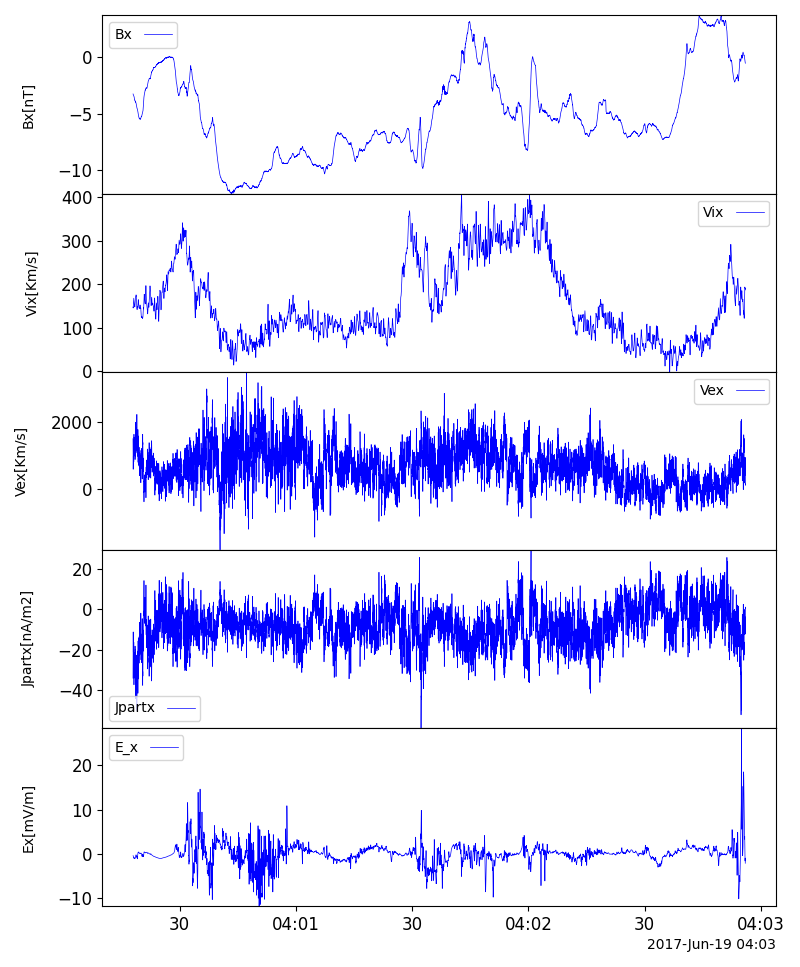 Bx
0
−5
−10
Bx[nT]
Vix
400
300
200
100
0
Vix[Km/s]
Vex
2000
0
Vex[Km/s]
20
0
−20
−40
Jpartx[nA/m2]
Jpartx
E_x
20
10
0
−10
Ex[mV/m]
30 04:01 30 04:02 30 04:03
2017-Jun-19 04:03